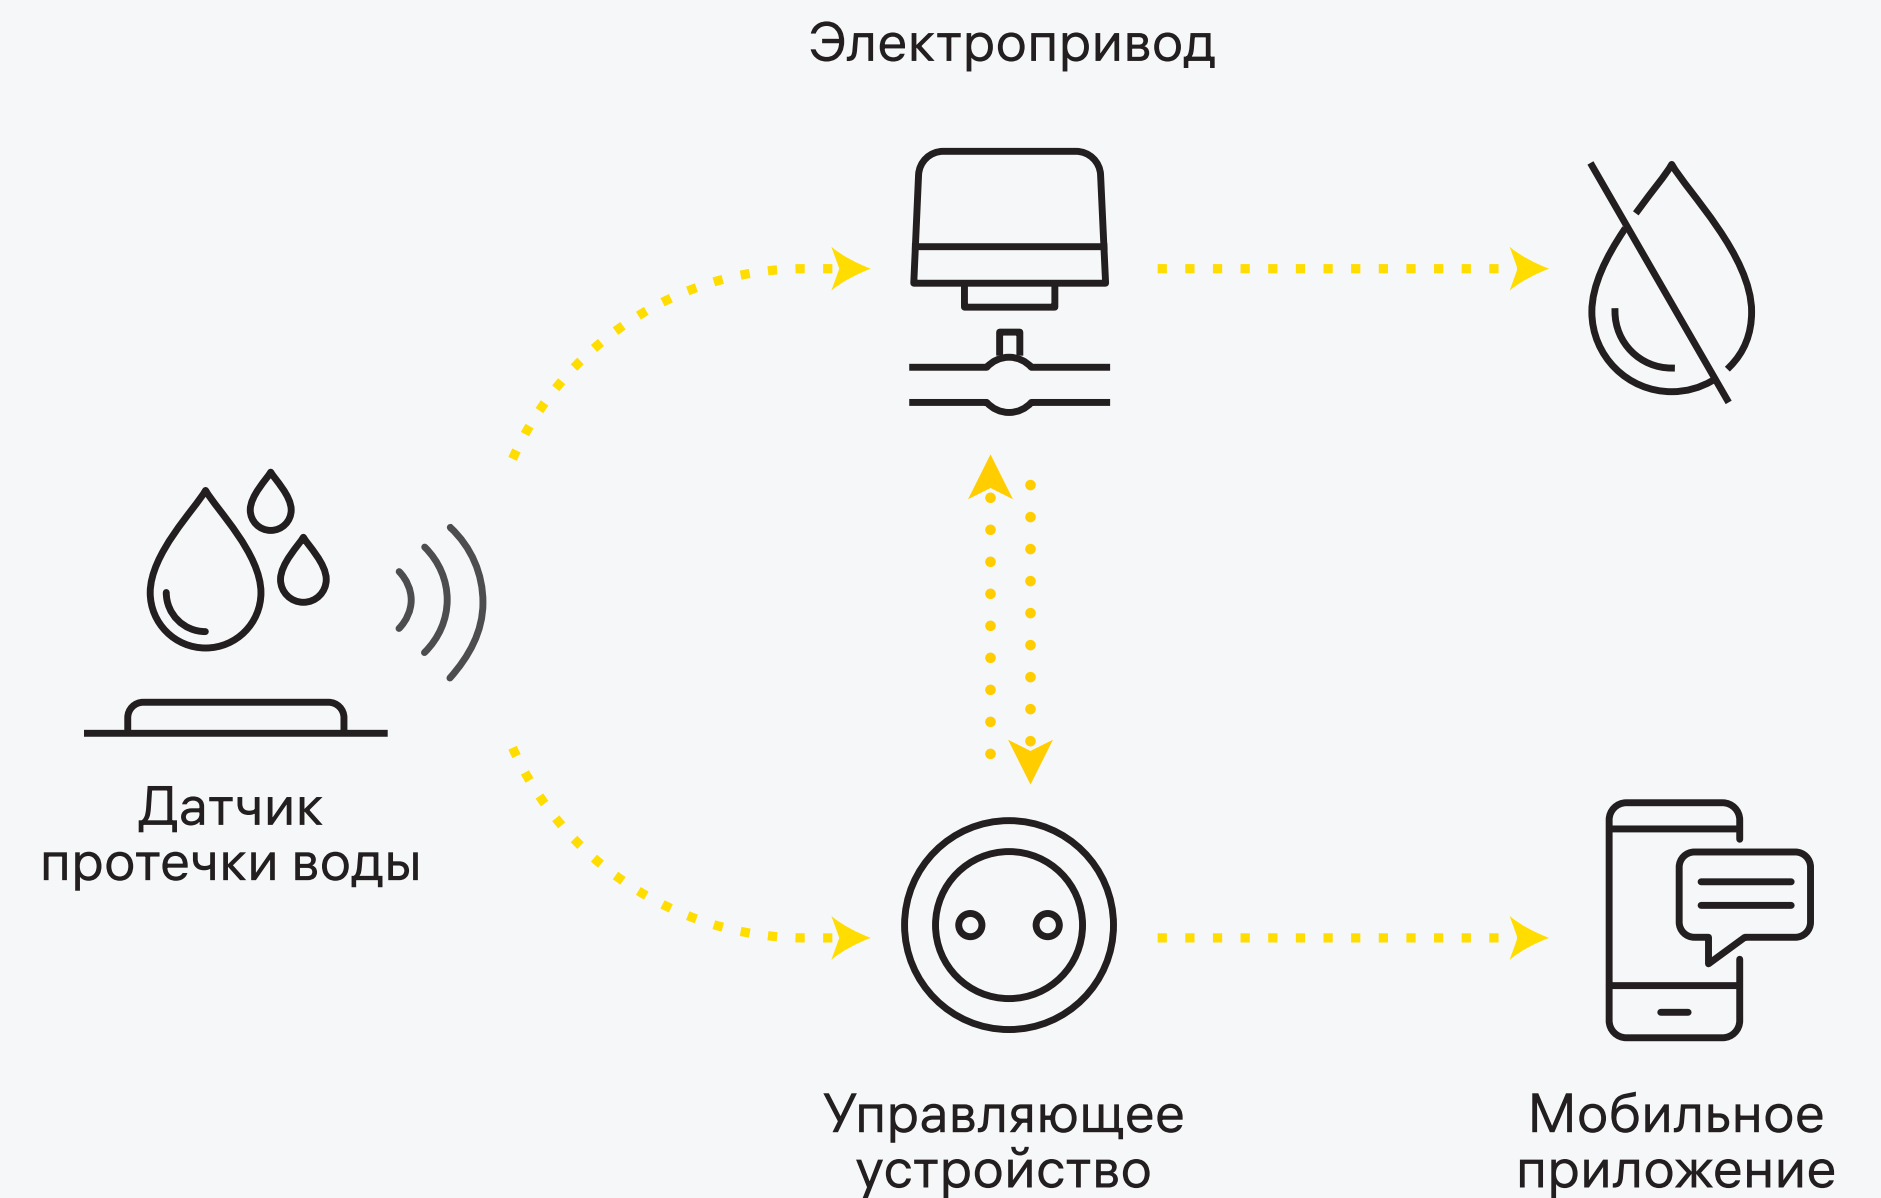 Электропривод
Датчик
протечки воды
Управляющее
устройство
Мобильное
приложение